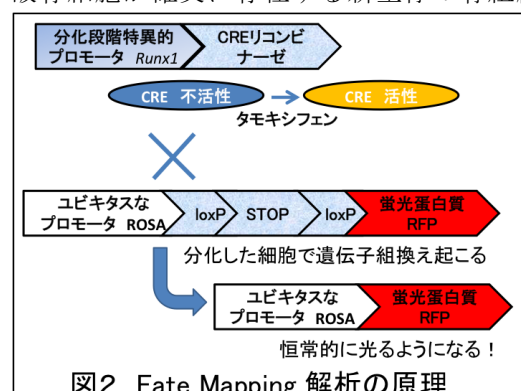 分化段階特異的
プロモータ Runx1
CREリコンビ
ナーゼ
CRE 不活性
CRE 活性
タモキシフェン
ユビキタスな
プロモータ ROSA
loxP
STOP
loxP
蛍光蛋白質
RFP
分化した細胞で遺伝子組換え起こる
ユビキタスな
プロモータ ROSA
蛍光蛋白質
RFP
恒常的に光るようになる！
図2 Fate Mapping 解析の原理